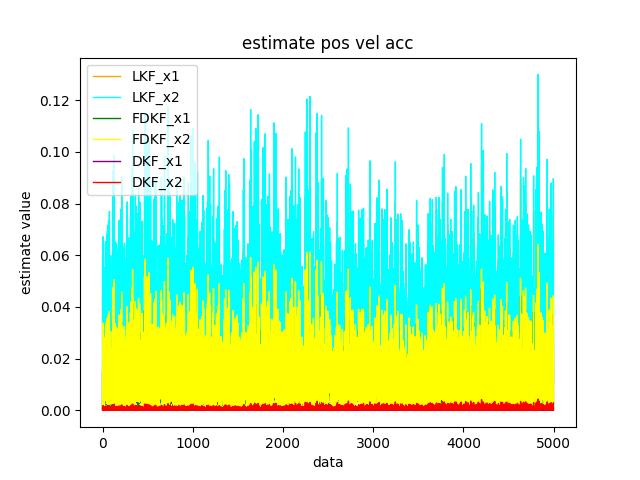 estimate pos vel acc
LKF_x1
LKF_x2
FDKF_x1
FDKF_x2
DKF_x1
DKF_x2
estimate value
0.12
0.10
0.08
0.06
0.04
0.02
0.00
0 1000 2000 3000 4000 5000
data